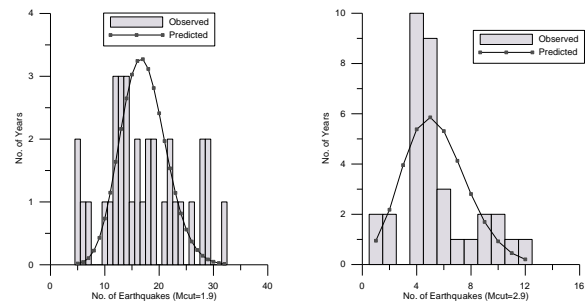 4
3
2
1
0
No. of Years
Observed
Predicted
0 10 20 30 40
No. of Earthquakes (Mcut=1.9)
10
8
6
4
2
0
No. of Years
Observed
Predicted
0 4 8 12 16
No. of Earthquakes (Mcut=2.9)